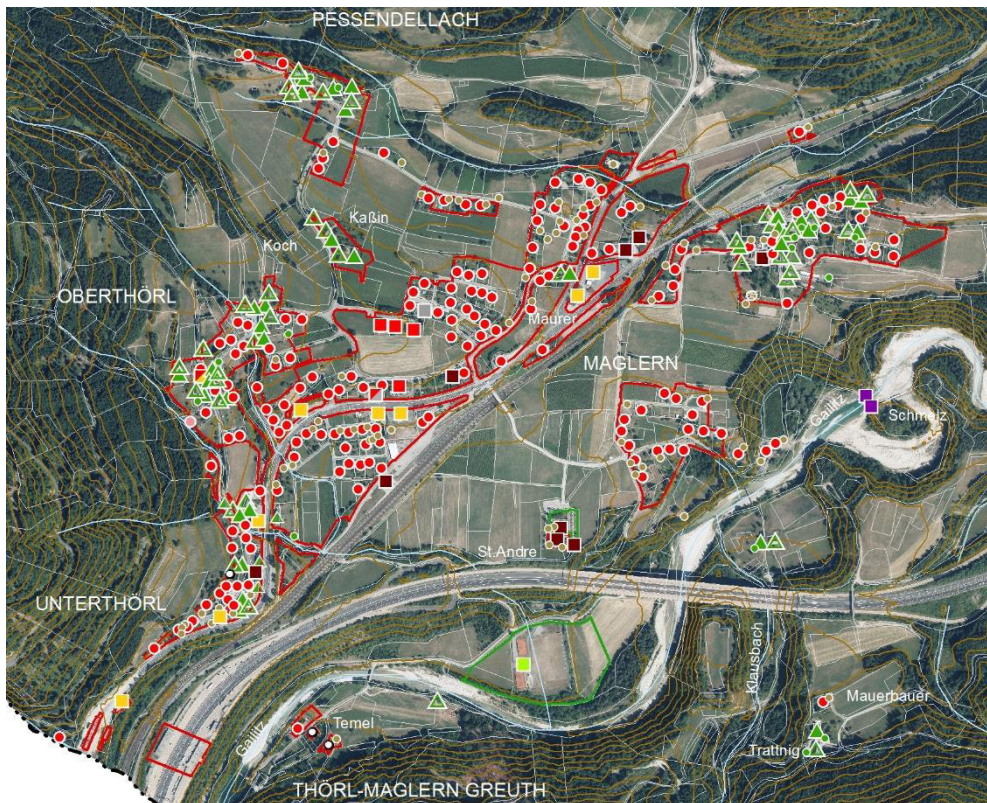 PESSENDELLACH
Kaßin
Koch
OBERTHÖRL
Maurer
MAGLERN
Gailitz
Schmelz
St.Andre
UNTERTHÖRL
Klausbach
Mauerbauer
Temel
Gailitz
Trattnig
THÖRL-MAGLERN GREUTH